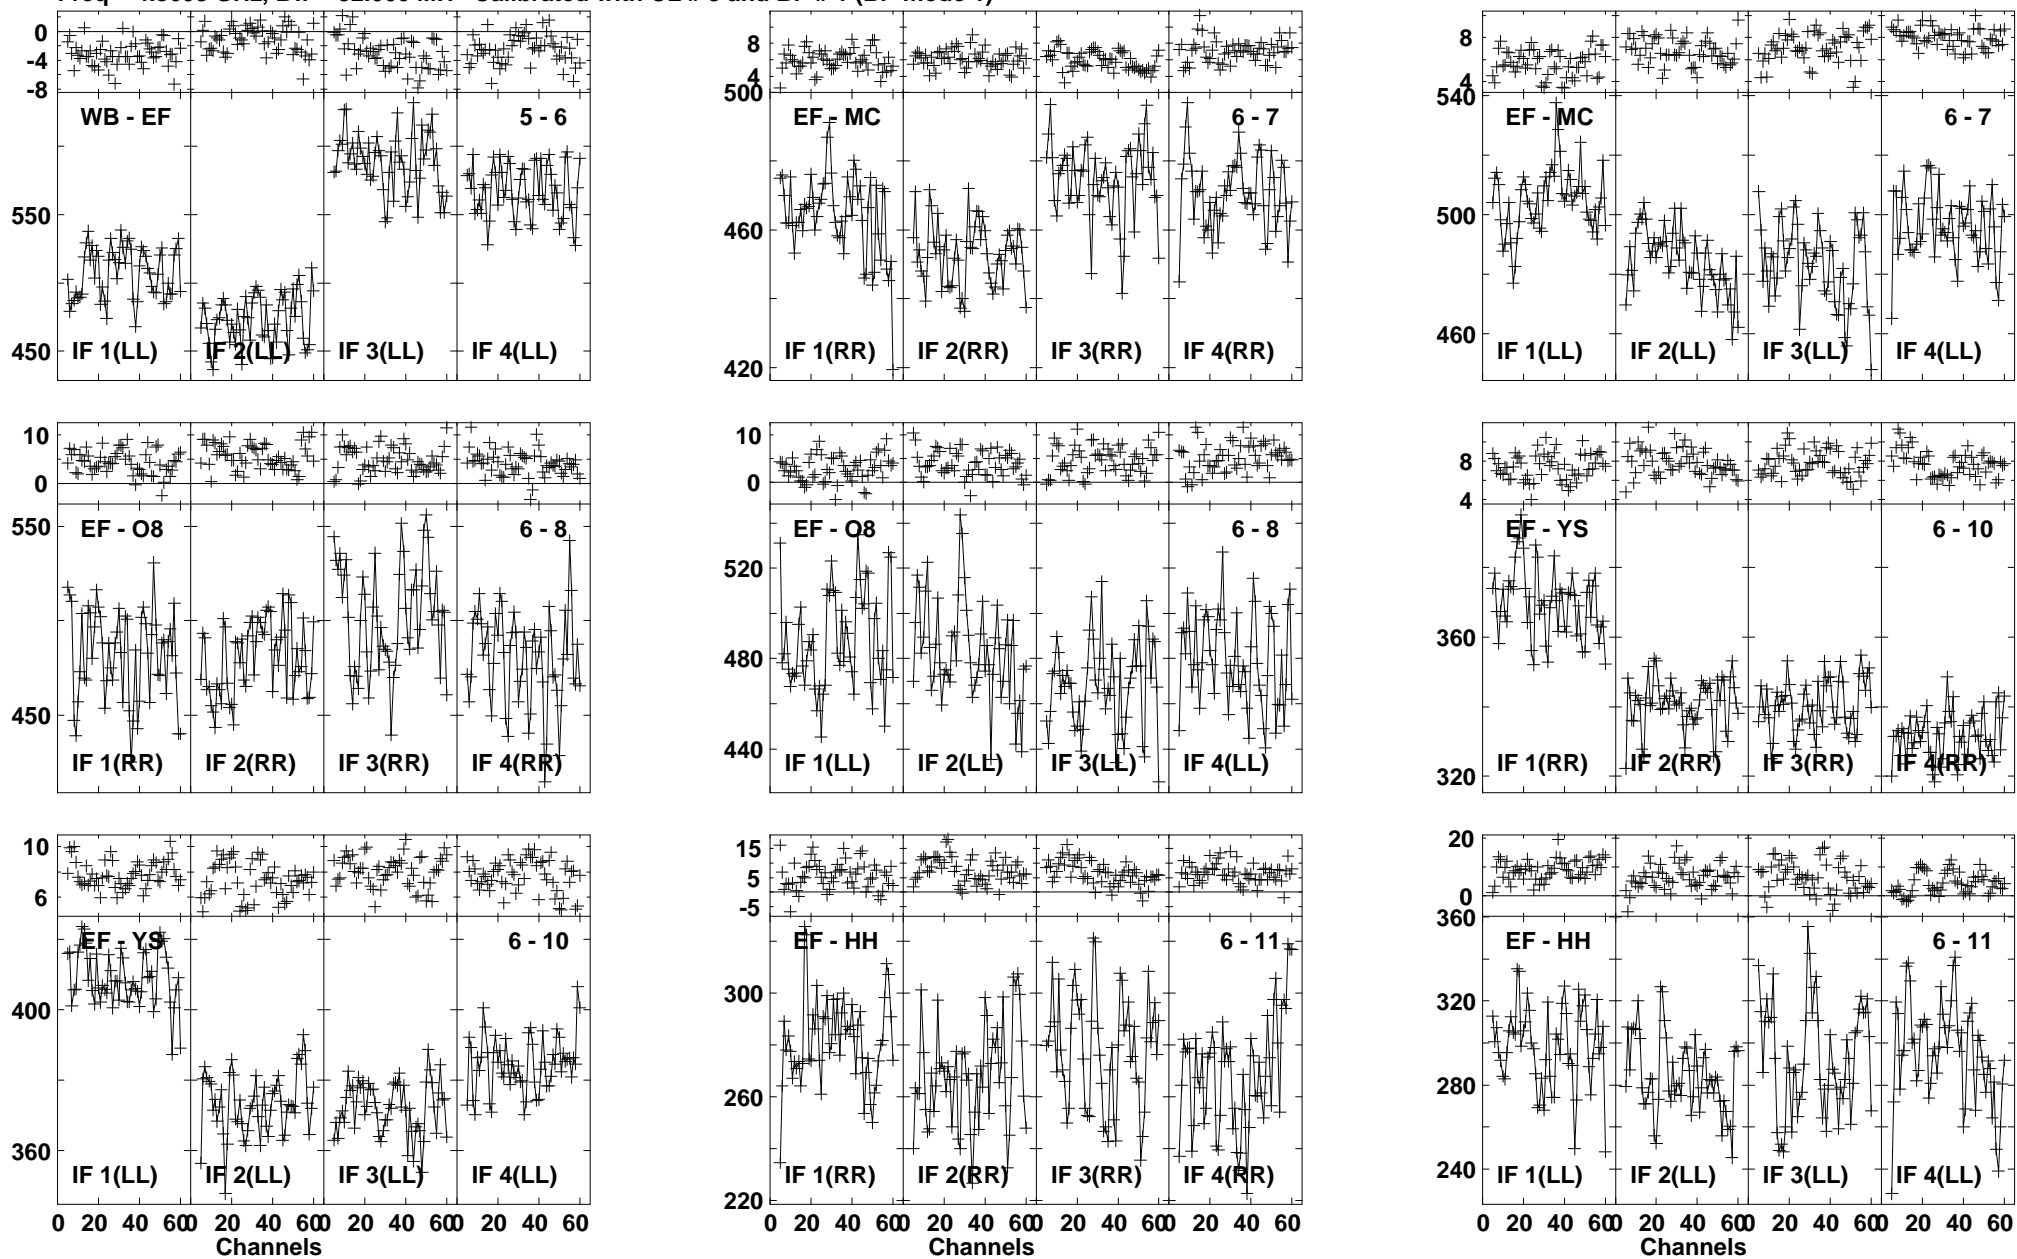 0 8 8
-4 4 4
-8 500 540
WB - EF 5 - 6 EF - MC 6 - 7 EF - MC 6 - 7
550 460 500
450 420 460
IF 1(LL) IF 2(LL) IF 3(LL) IF 4(LL) IF 1(RR) IF 2(RR) IF 3(RR) IF 4(RR) IF 1(LL) IF 2(LL) IF 3(LL) IF 4(LL)
10 10 8
0 0 4
EF - O8 6 - 8 EF - O8 6 - 8 EF - YS 6 - 10
550 520 360
450 480 320
440
IF 1(RR) IF 2(RR) IF 3(RR) IF 4(RR) IF 1(LL) IF 2(LL) IF 3(LL) IF 4(LL) IF 1(RR) IF 2(RR) IF 3(RR) IF 4(RR)
10 15 20
6 5 0
-5 360
EF - YS 6 - 10 EF - HH 6 - 11 EF - HH 6 - 11
400 300 320
360 260 280
220 240
IF 1(LL) IF 2(LL) IF 3(LL) IF 4(LL) IF 1(RR) IF 2(RR) IF 3(RR) IF 4(RR) IF 1(LL) IF 2(LL) IF 3(LL) IF 4(LL)
0 20 40 60 0 20 40 60 0 20 40 60 0 20 40 60 0 20 40 60 0 20 40 60 0 20 40 60 0 20 40 60 0 20 40 60 0 20 40 60 0 20 40 60 0 20 40 60
Channels Channels Channels